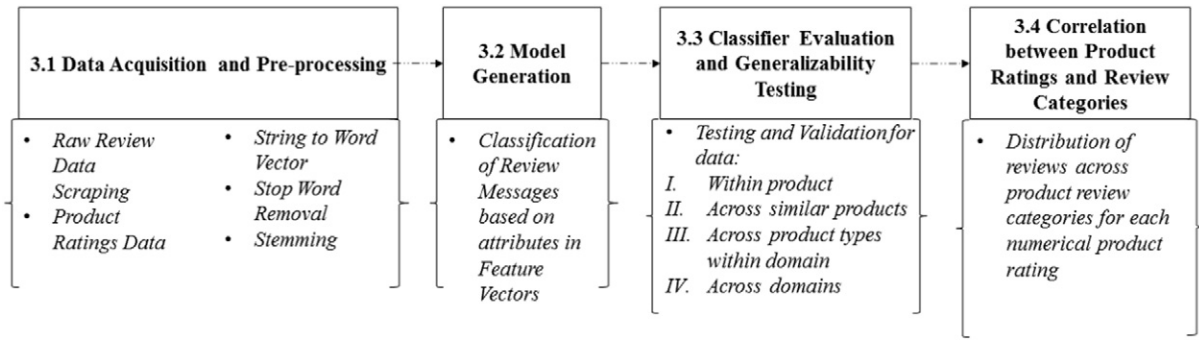 3.1 Data Acquisition and Pre-processing
• Raw Review
Data
Scraping
• Product
Ratings Data
• String to Word
Vector
• Stop Word
Removal
• Stemming
3.2 Model
Generation
• Classification
of Review
Messages
based on
attributes in
Feature
Vectors
3.3 Classifier Evaluation
and Generalizability
Testing
• Testing and Validation for
data:
I. Within product
II. Across similar products
III. Across product types
within domain
IV. Across domains
3.4 Correlation
between Product
Ratings and Review
Categories
• Distribution of
reviews across
product review
categories for each
numerical product
rating